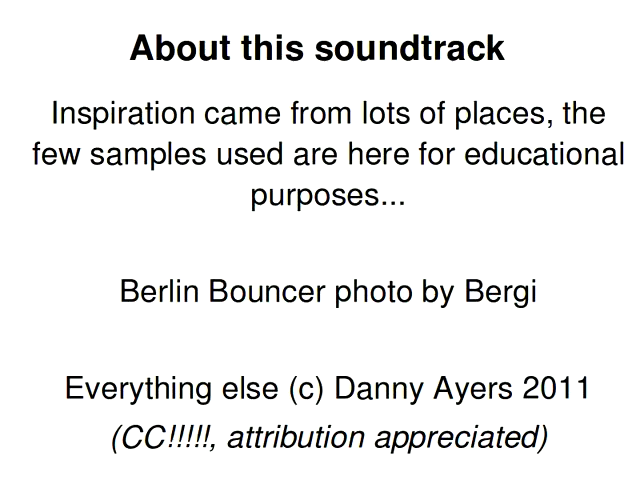 About this soundtrack
Inspiration came from lots of places, the
few samples used are here for educational
purposes...
Berlin Bouncer photo by Bergi
Everything else (c) Danny Ayers 2011
(CC!!!!!, attribution appreciated)